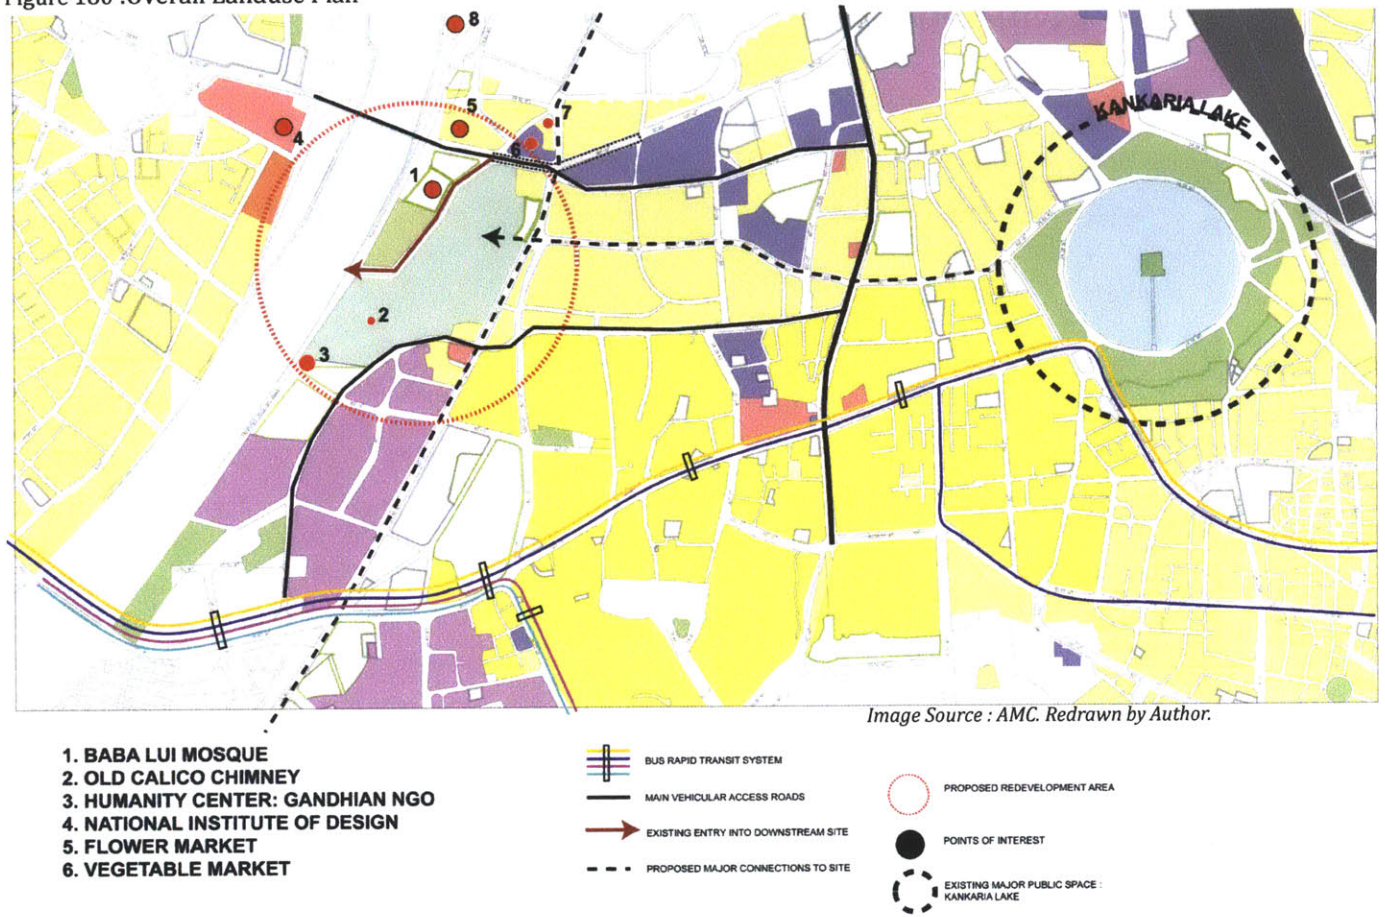 Figure 180 :Overall Landuse Plan
8
5
7
4
6
1
KANKARIA LAKE
2
3
Image Source : AMC. Redrawn by Author.
1. BABA LUI MOSQUE
2. OLD CALICO CHIMNEY
3. HUMANITY CENTER: GANDHIAN NGO
4. NATIONAL INSTITUTE OF DESIGN
5. FLOWER MARKET
6. VEGETABLE MARKET
BUS RAPID TRANSIT SYSTEM
MAIN VEHICULAR ACCESS ROADS
EXISTING ENTRY INTO DOWNSTREAM SITE
PROPOSED MAJOR CONNECTIONS TO SITE
PROPOSED REDEVELOPMENT AREA
POINTS OF INTEREST
EXISTING MAJOR PUBLIC SPACE :
KANKARIA LAKE